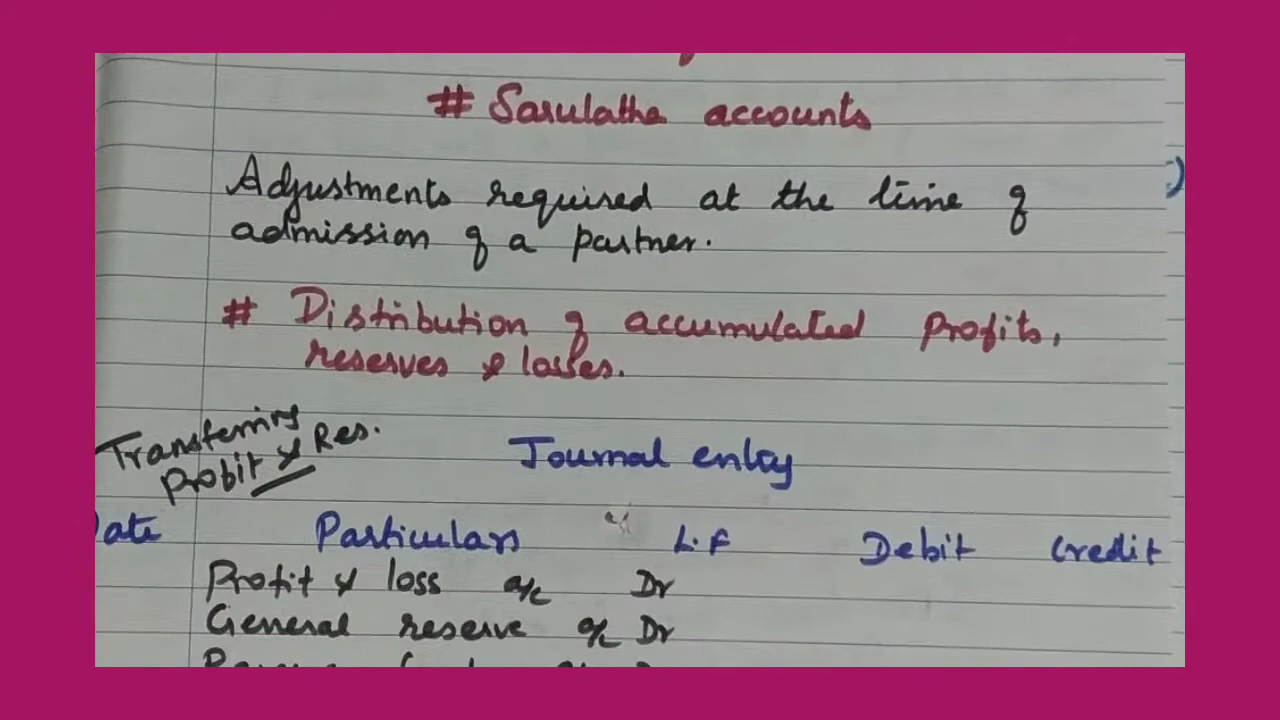 # Sarulatha accounts
Adjustments required at the time of
admission of a partner.
# Distribution of accumulated Profits,
reserves & losses.
Transferring
Profit & Res.
Journal entry
Date Particulars L.F Debit Credit
Profit & loss a/c Dr
General reserve a/c Dr